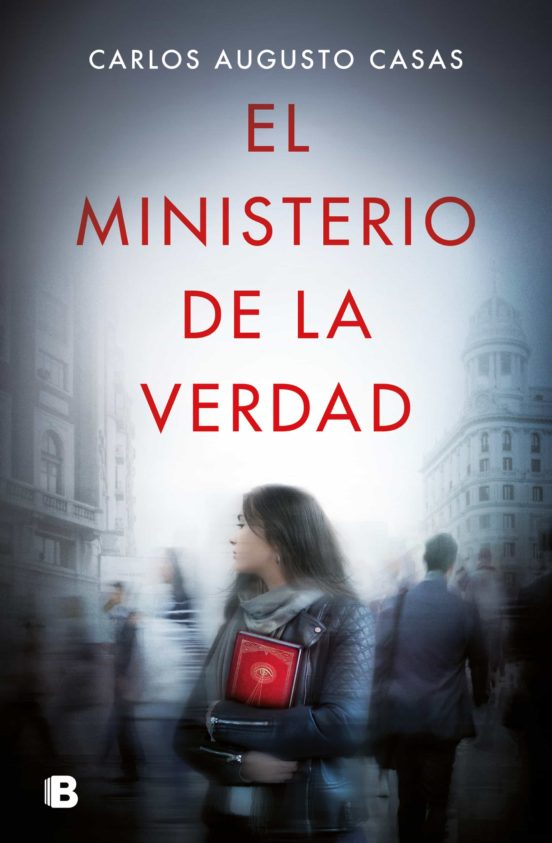 CARLOS AUGUSTO CASAS
EL
MINISTERIO
DE LA
VERDAD
B